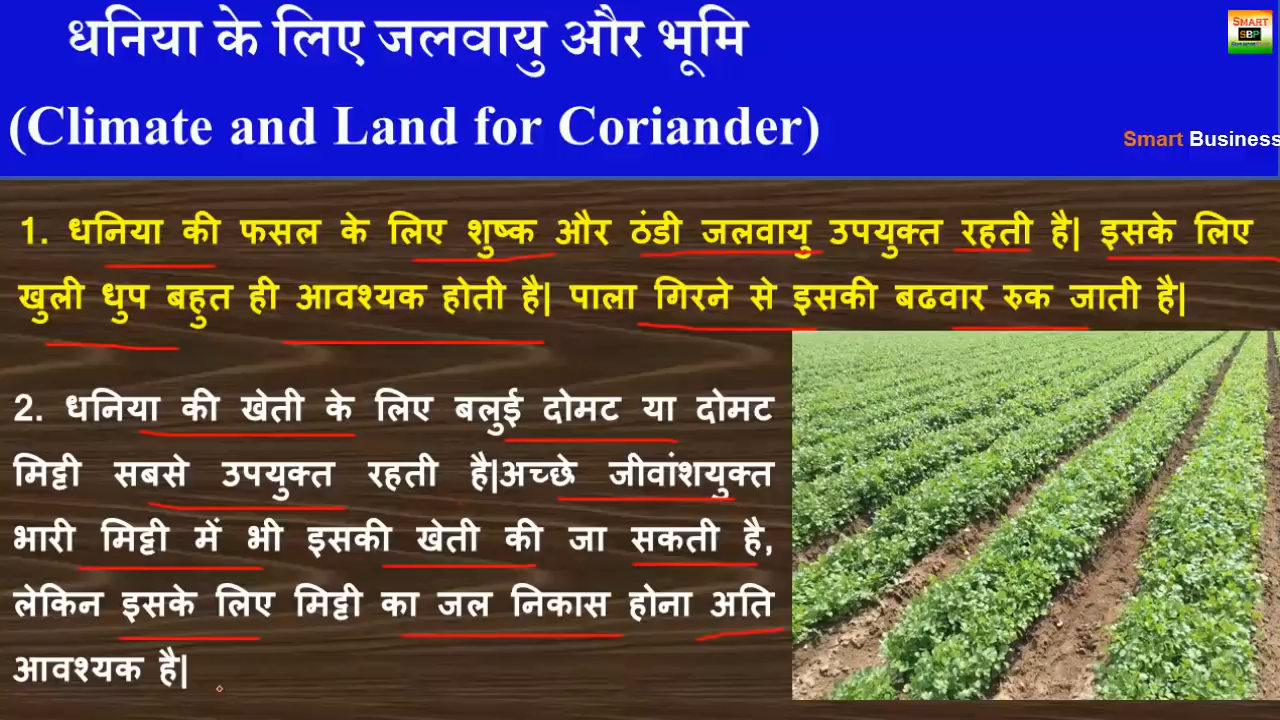 धनिया के लिए जलवायु और भूमि
(Climate and Land for Coriander)
SMART
SBP
Smart Business
1. धनिया की फसल के लिए शुष्क और ठंडी जलवायु उपयुक्त रहती है| इसके लिए
खुली धुप बहुत ही आवश्यक होती है| पाला गिरने से इसकी बढवार रुक जाती है|
2. धनिया की खेती के लिए बलुई दोमट या दोमट
मिट्टी सबसे उपयुक्त रहती है|अच्छे जीवांशयुक्त
भारी मिट्टी में भी इसकी खेती की जा सकती है,
लेकिन इसके लिए मिट्टी का जल निकास होना अति
आवश्यक है|